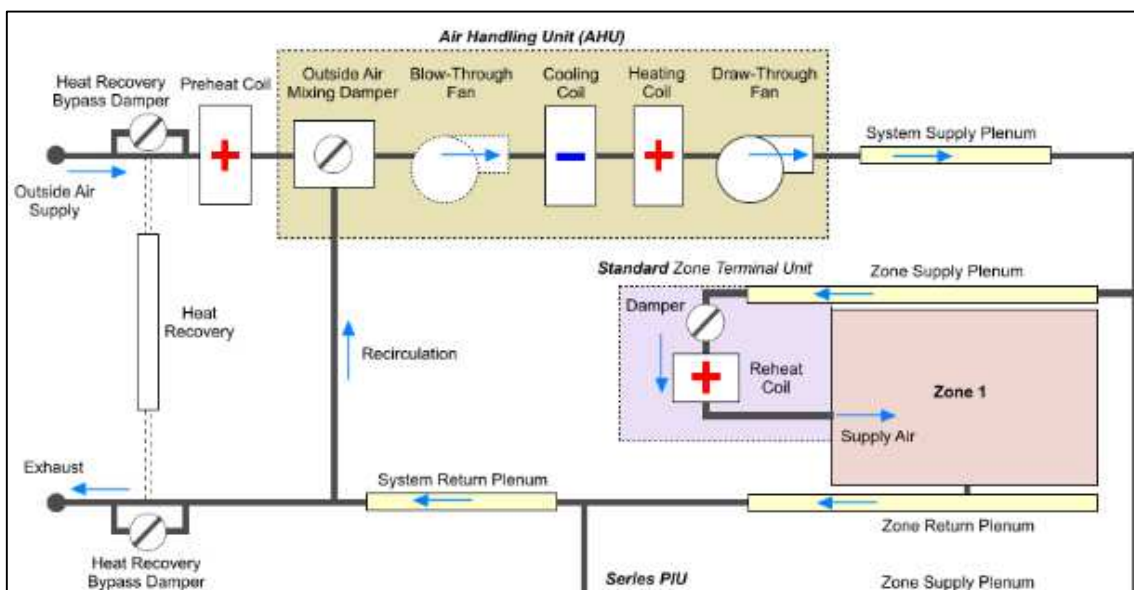 Air Handling Unit (AHU)
Heat Recovery
Bypass Damper
Preheat Coil
Outside Air
Mixing Damper
Blow-Through
Fan
Cooling
Coil
Heating
Coil
Draw-Through
Fan
System Supply Plenum
Outside Air
Supply
Standard Zone Terminal Unit
Zone Supply Plenum
Damper
Heat
Recovery
Recirculation
Reheat
Coil
Zone 1
Supply Air
Exhaust
System Return Plenum
Zone Return Plenum
Heat Recovery
Bypass Damper
Series PIU
Zone Supply Plenum